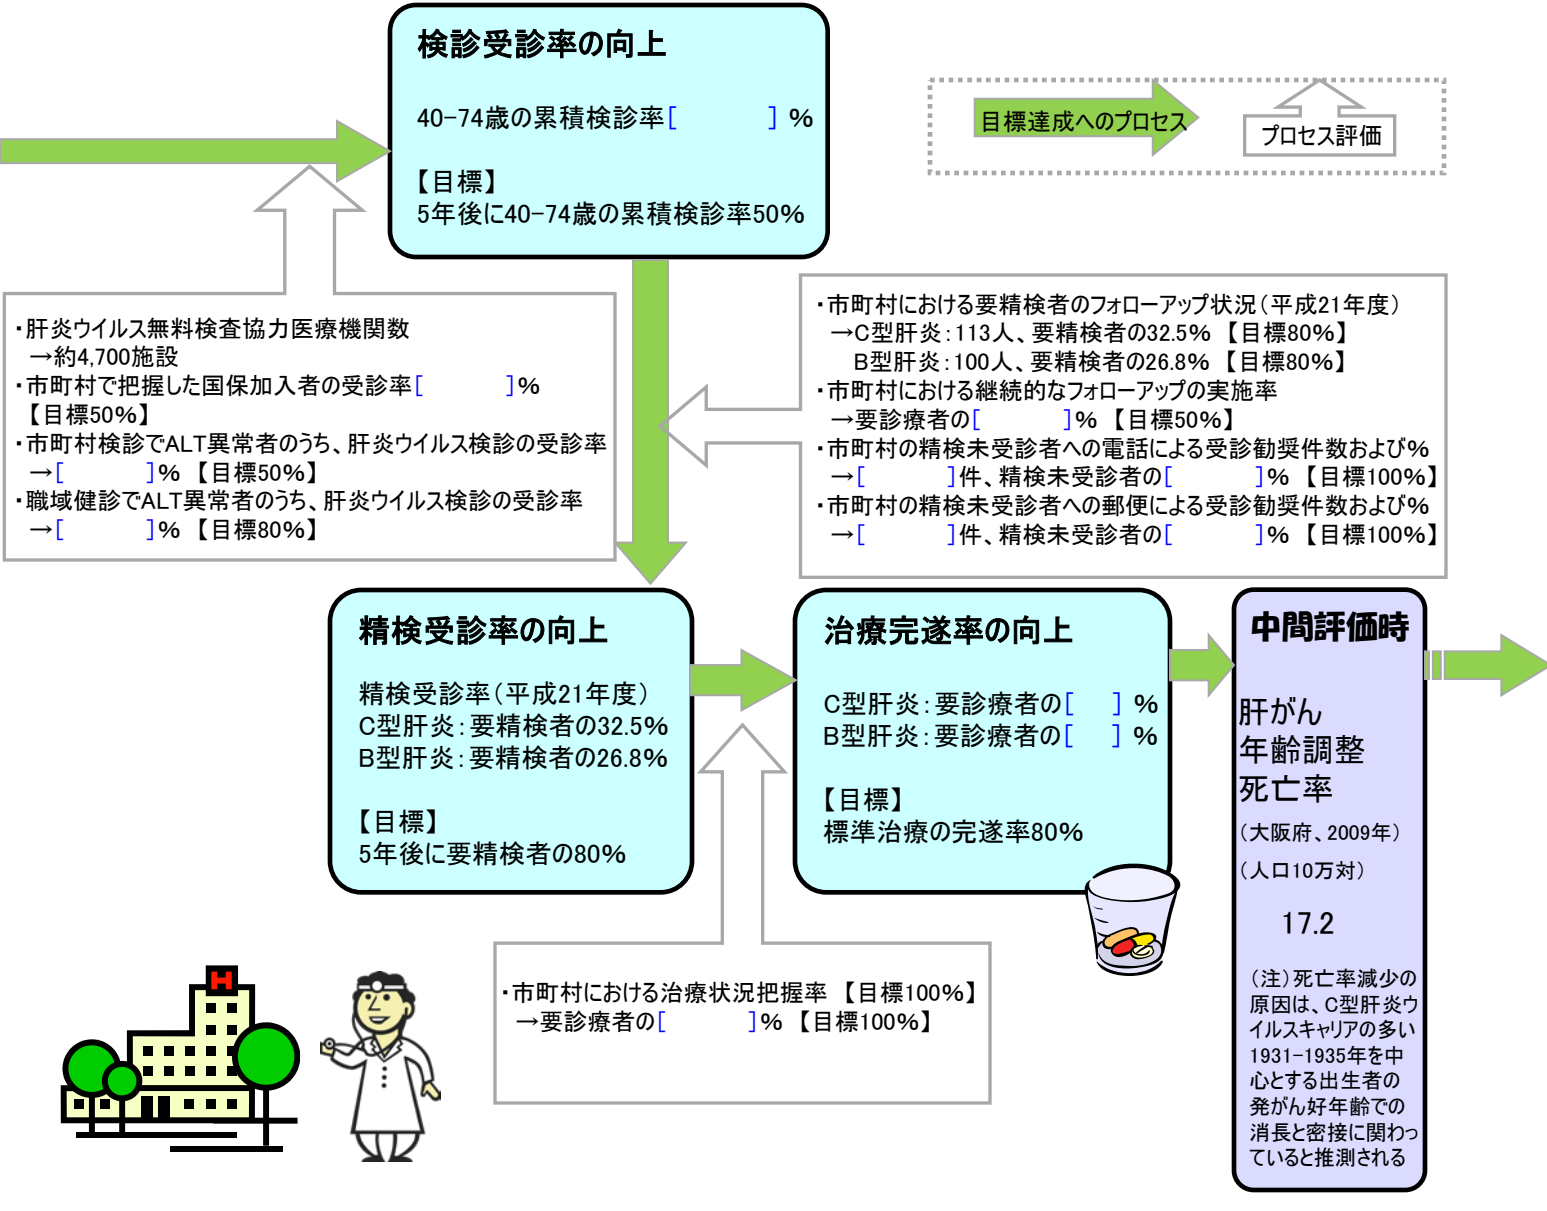 検診受診率の向上
40-74歳の累積検診率[　　　]%
【目標】
5年後に40-74歳の累積検診率50%
目標達成へのプロセス
プロセス評価
・肝炎ウイルス無料検査協力医療機関数
→約4,700施設
・市町村で把握した国保加入者の受診率[　　　]%
【目標50%】
・市町村検診でALT異常者のうち、肝炎ウイルス検診の受診率
→[　　　]% 【目標50%】
・職域健診でALT異常者のうち、肝炎ウイルス検診の受診率
→[　　　]% 【目標80%】
・市町村における要精検者のフォローアップ状況(平成21年度)
→C型肝炎:113人、要精検者の32.5% 【目標80%】
B型肝炎:100人、要精検者の26.8% 【目標80%】
・市町村における継続的なフォローアップの実施率
→要診療者の[　　　]% 【目標50%】
・市町村の精検未受診者への電話による受診勧奨件数および%
→[　　　]件、精検未受診者の[　　　]% 【目標100%】
・市町村の精検未受診者への郵便による受診勧奨件数および%
→[　　　]件、精検未受診者の[　　　]% 【目標100%】
精検受診率の向上
精検受診率(平成21年度)
C型肝炎:要精検者の32.5%
B型肝炎:要精検者の26.8%
【目標】
5年後に要精検者の80%
治療完遂率の向上
C型肝炎:要診療者の[　]%
B型肝炎:要診療者の[　]%
【目標】
標準治療の完遂率80%
中間評価時
肝がん
年齢調整
死亡率
(大阪府、2009年)
(人口10万対)
17.2
(注)死亡率減少の
原因は、C型肝炎ウ
イルスキャリアの多い
1931-1935年を中
心とする出生者の
発がん好年齢での
消長と密接に関わっ
ていると推測される
・市町村における治療状況把握率 【目標100%】
→要診療者の[　　　]% 【目標100%】
H